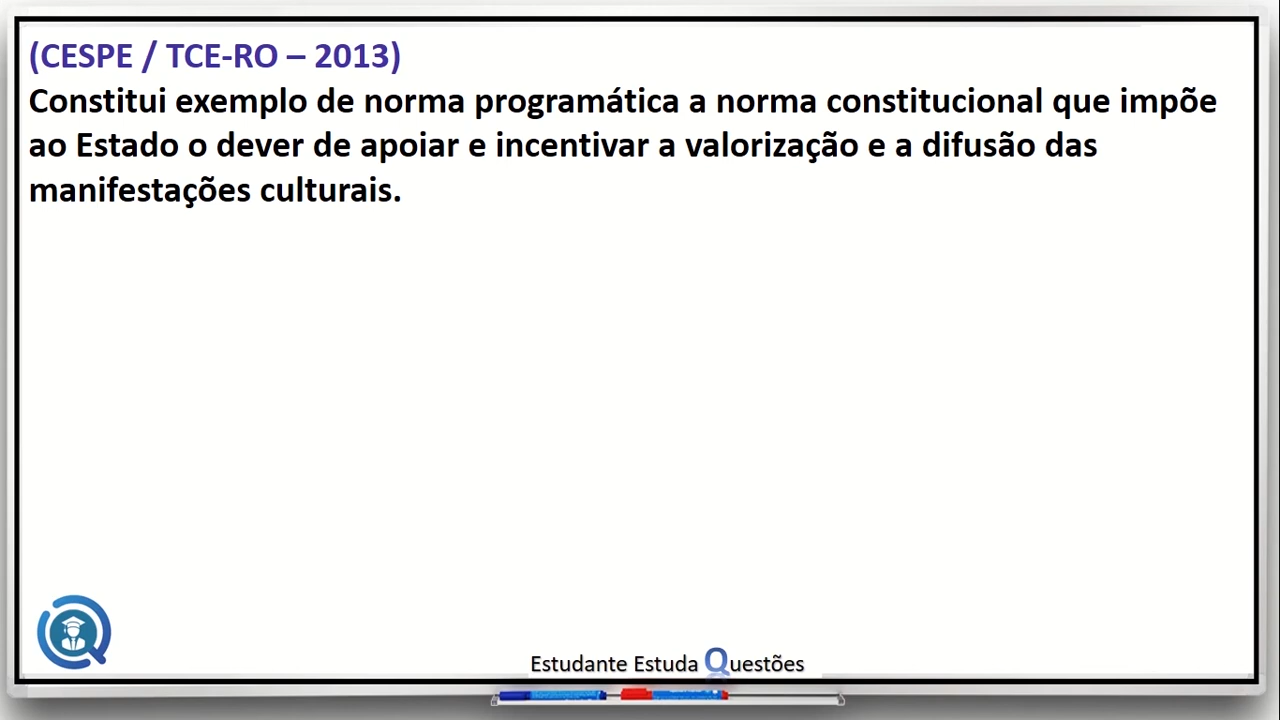 (CESPE / TCE-RO – 2013)
Constitui exemplo de norma programática a norma constitucional que impõe
ao Estado o dever de apoiar e incentivar a valorização e a difusão das
manifestações culturais.
Estudante Estuda Questões